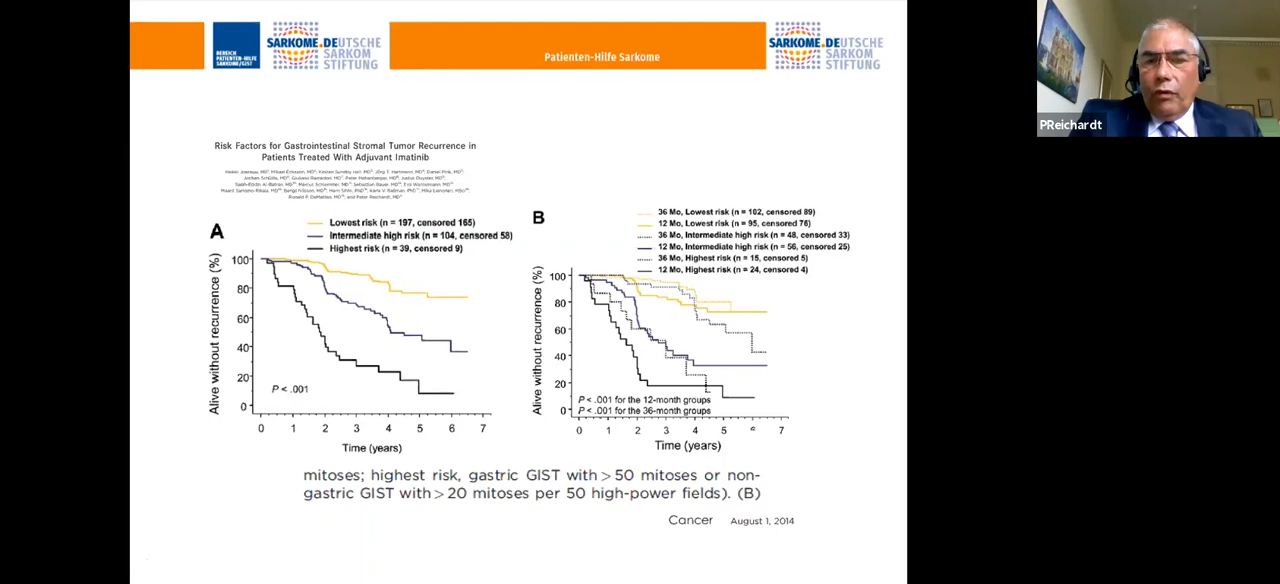 BEREICH
PATIENTEN-HILFE
SARKOME/GIST
SARKOME.DEUTSCHE
SARKOM
STIFTUNG
Patienten-Hilfe Sarkome
SARKOME.DEUTSCHE
SARKOM
STIFTUNG
PReichardt
Risk Factors for Gastrointestinal Stromal Tumor Recurrence in
Patients Treated With Adjuvant Imatinib
A
Lowest risk (n = 197, censored 165)
Intermediate high risk (n = 104, censored 58)
Highest risk (n = 39, censored 9)
Alive without recurrence (%)
100
80
60
40
20
0
P < .001
0 1 2 3 4 5 6 7
Time (years)
B
36 Mo, Lowest risk (n = 102, censored 89)
12 Mo, Lowest risk (n = 95, censored 76)
36 Mo, Intermediate high risk (n = 48, censored 33)
12 Mo, Intermediate high risk (n = 56, censored 25)
36 Mo, Highest risk (n = 15, censored 5)
12 Mo, Highest risk (n = 24, censored 4)
Alive without recurrence (%)
100
80
60
40
20
0
P < .001 for the 12-month groups
P < .001 for the 36-month groups
0 1 2 3 4 5 6 7
Time (years)
mitoses; highest risk, gastric GIST with > 50 mitoses or non-
gastric GIST with > 20 mitoses per 50 high-power fields). (B)
Cancer August 1, 2014